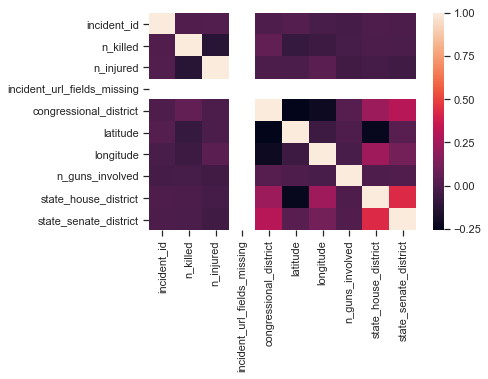 incident_id
n_killed
n_injured
incident_url_fields_missing
congressional_district
latitude
longitude
n_guns_involved
state_house_district
state_senate_district
incident_id
n_killed
n_injured
incident_url_fields_missing
congressional_district
latitude
longitude
n_guns_involved
state_house_district
state_senate_district
1.00
0.75
0.50
0.25
0.00
−0.25